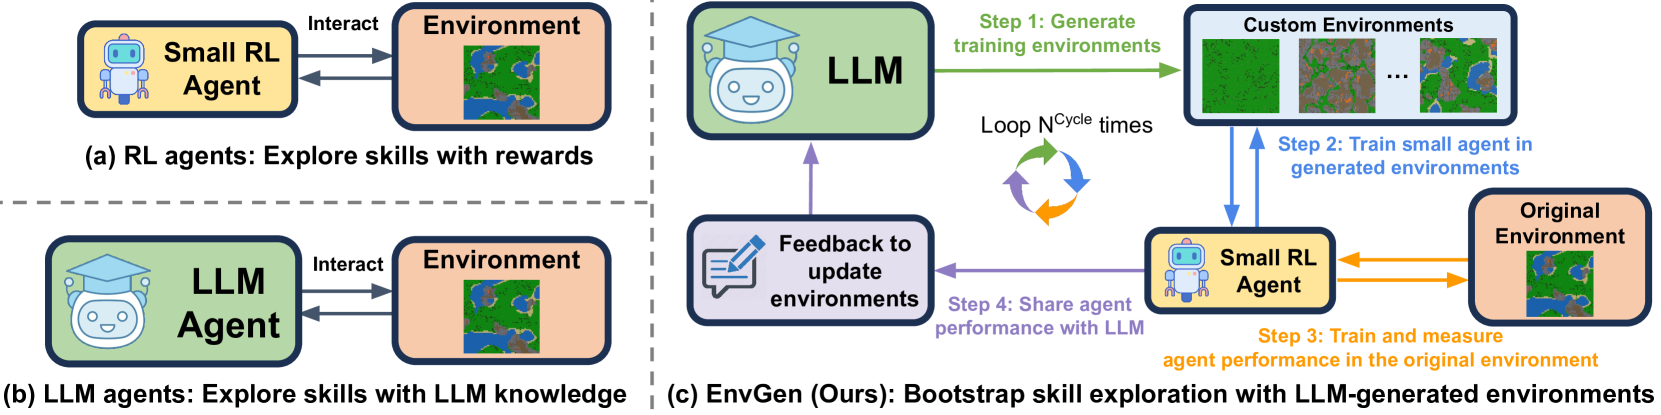 Small RL
Agent
Interact
Environment
(a) RL agents: Explore skills with rewards
LLM
Agent
Interact
Environment
(b) LLM agents: Explore skills with LLM knowledge
LLM
Step 1: Generate
training environments
Custom Environments
...
Loop N^Cycle times
Step 2: Train small agent in
generated environments
Original
Environment
Small RL
Agent
Feedback to
update
environments
Step 4: Share agent
performance with LLM
Step 3: Train and measure
agent performance in the original environment
(c) EnvGen (Ours): Bootstrap skill exploration with LLM-generated environments